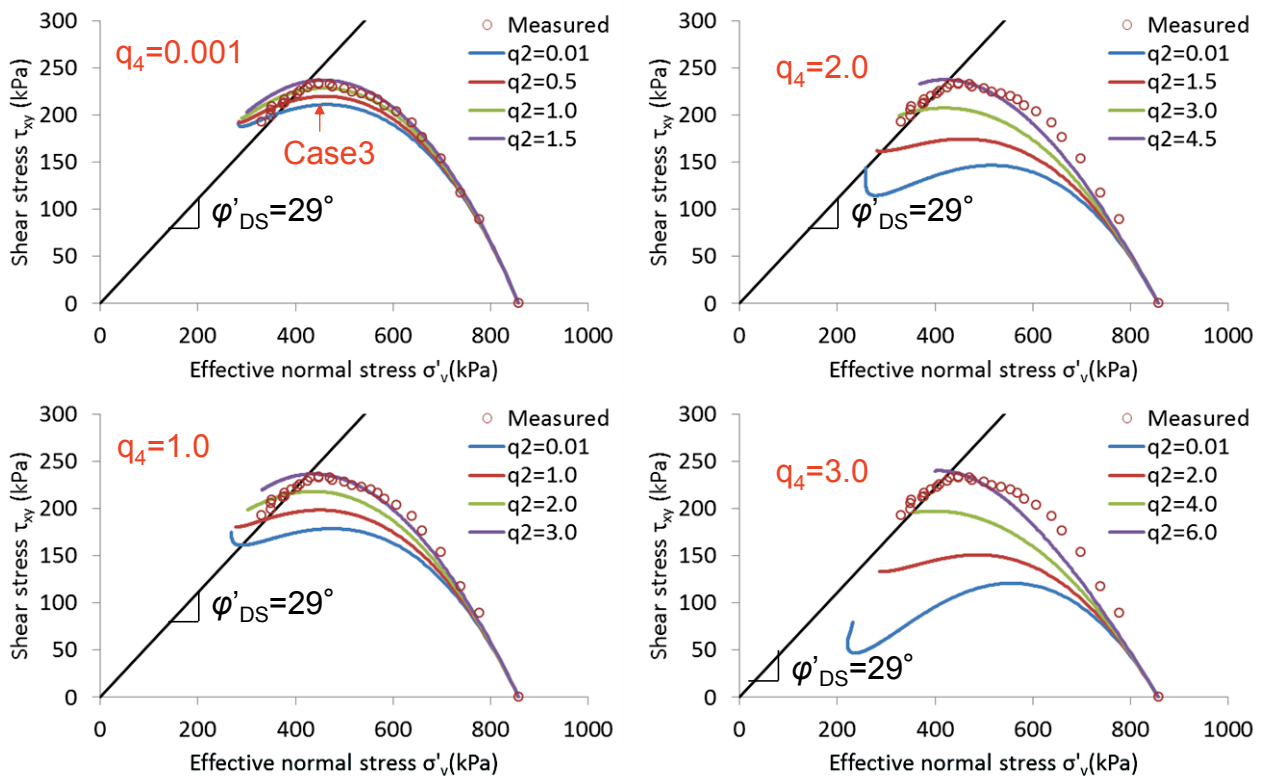 q4=0.001
300
250
200
150
100
50
0
Shear stress τxy (kPa)
0 200 400 600 800 1000
Effective normal stress σ'v(kPa)
Measured
q2=0.01
q2=0.5
q2=1.0
q2=1.5
Case3
φ’DS=29°
q4=2.0
300
250
200
150
100
50
0
Shear stress τxy (kPa)
0 200 400 600 800 1000
Effective normal stress σ'v(kPa)
Measured
q2=0.01
q2=1.5
q2=3.0
q2=4.5
φ’DS=29°
q4=1.0
300
250
200
150
100
50
0
Shear stress τxy (kPa)
0 200 400 600 800 1000
Effective normal stress σ'v(kPa)
Measured
q2=0.01
q2=1.0
q2=2.0
q2=3.0
φ’DS=29°
q4=3.0
300
250
200
150
100
50
0
Shear stress τxy (kPa)
0 200 400 600 800 1000
Effective normal stress σ'v(kPa)
Measured
q2=0.01
q2=2.0
q2=4.0
q2=6.0
φ’DS=29°